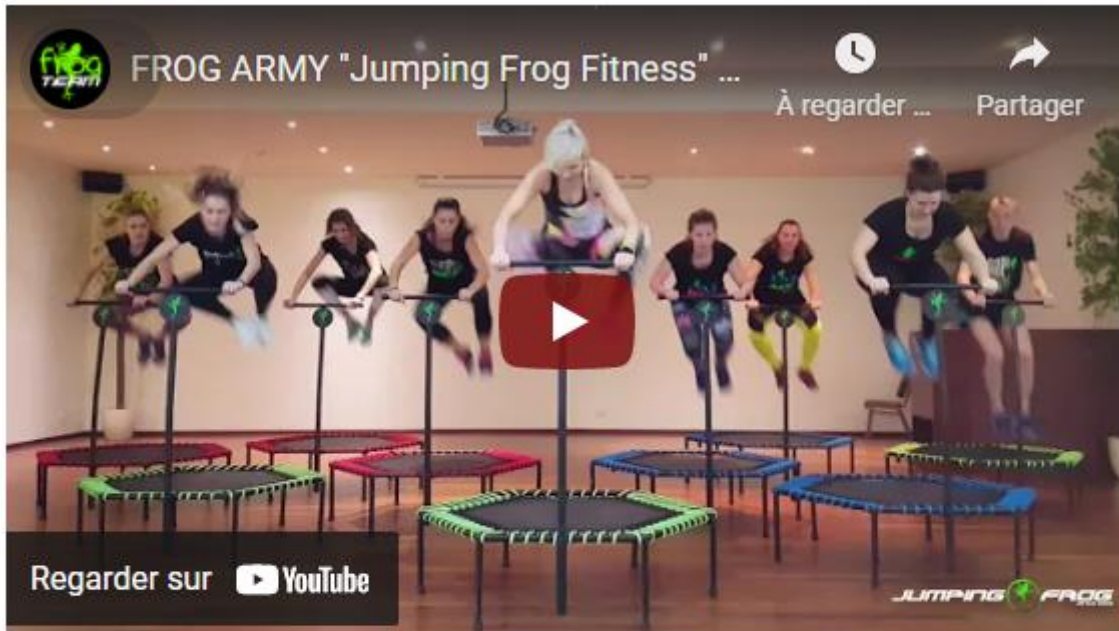 frog
TEAM
FROG ARMY "Jumping Frog Fitness" ...
À regarder ...
Partager
Regarder sur YouTube
JUMPING FROG